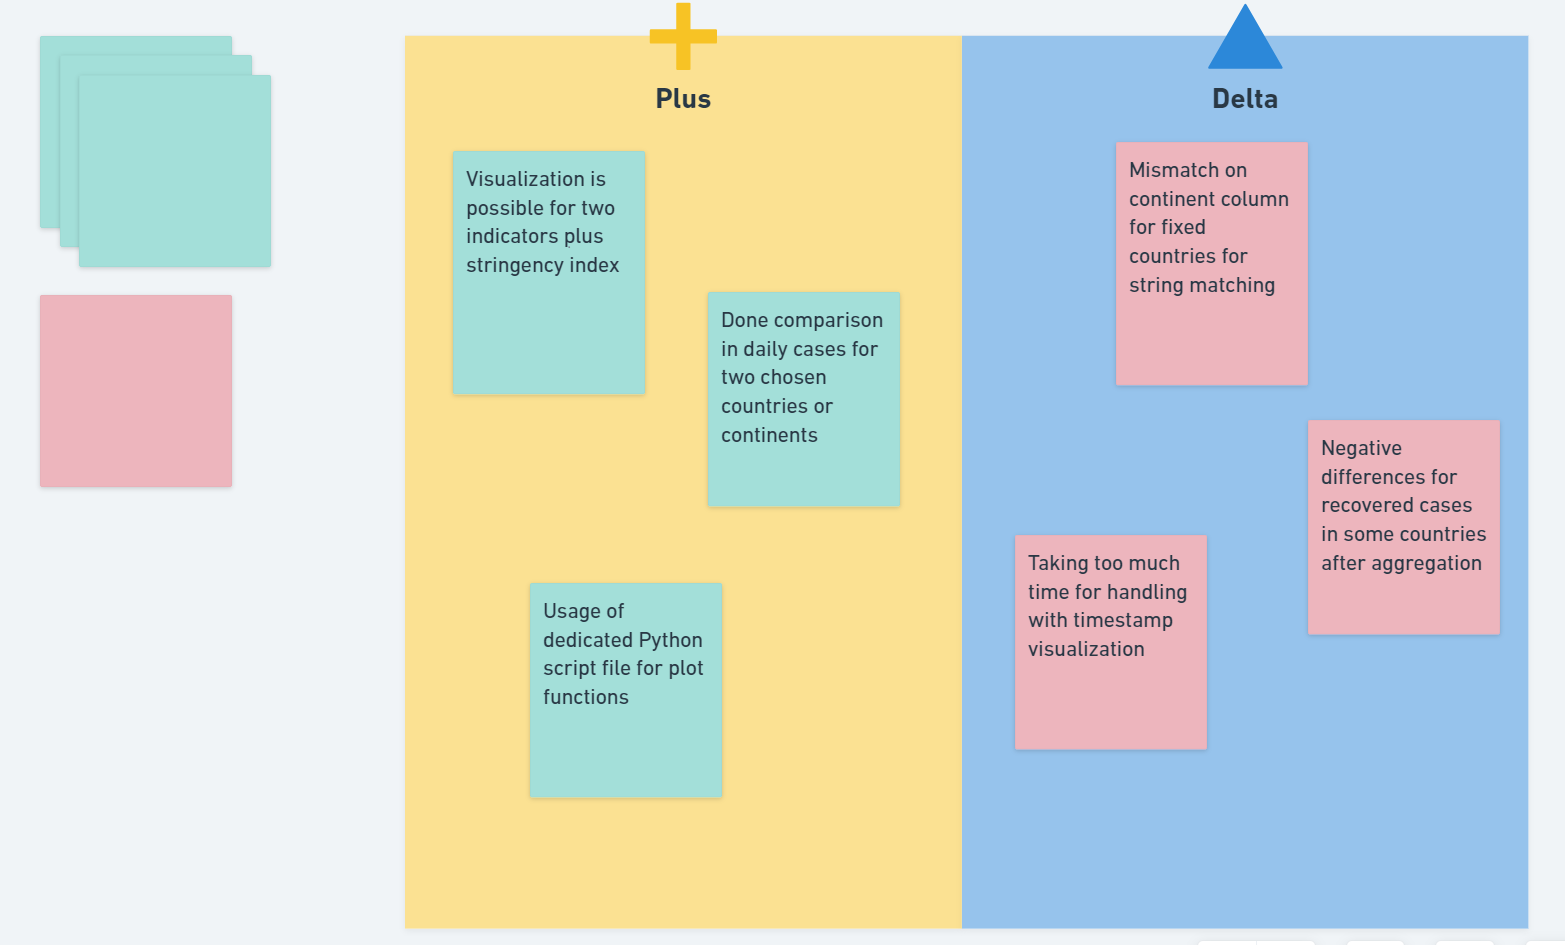 Plus
Visualization is
possible for two
indicators plus
stringency index
Done comparison
in daily cases for
two chosen
countries or
continents
Usage of
dedicated Python
script file for plot
functions
Delta
Mismatch on
continent column
for fixed
countries for
string matching
Negative
differences for
recovered cases
in some countries
after aggregation
Taking too much
time for handling
with timestamp
visualization